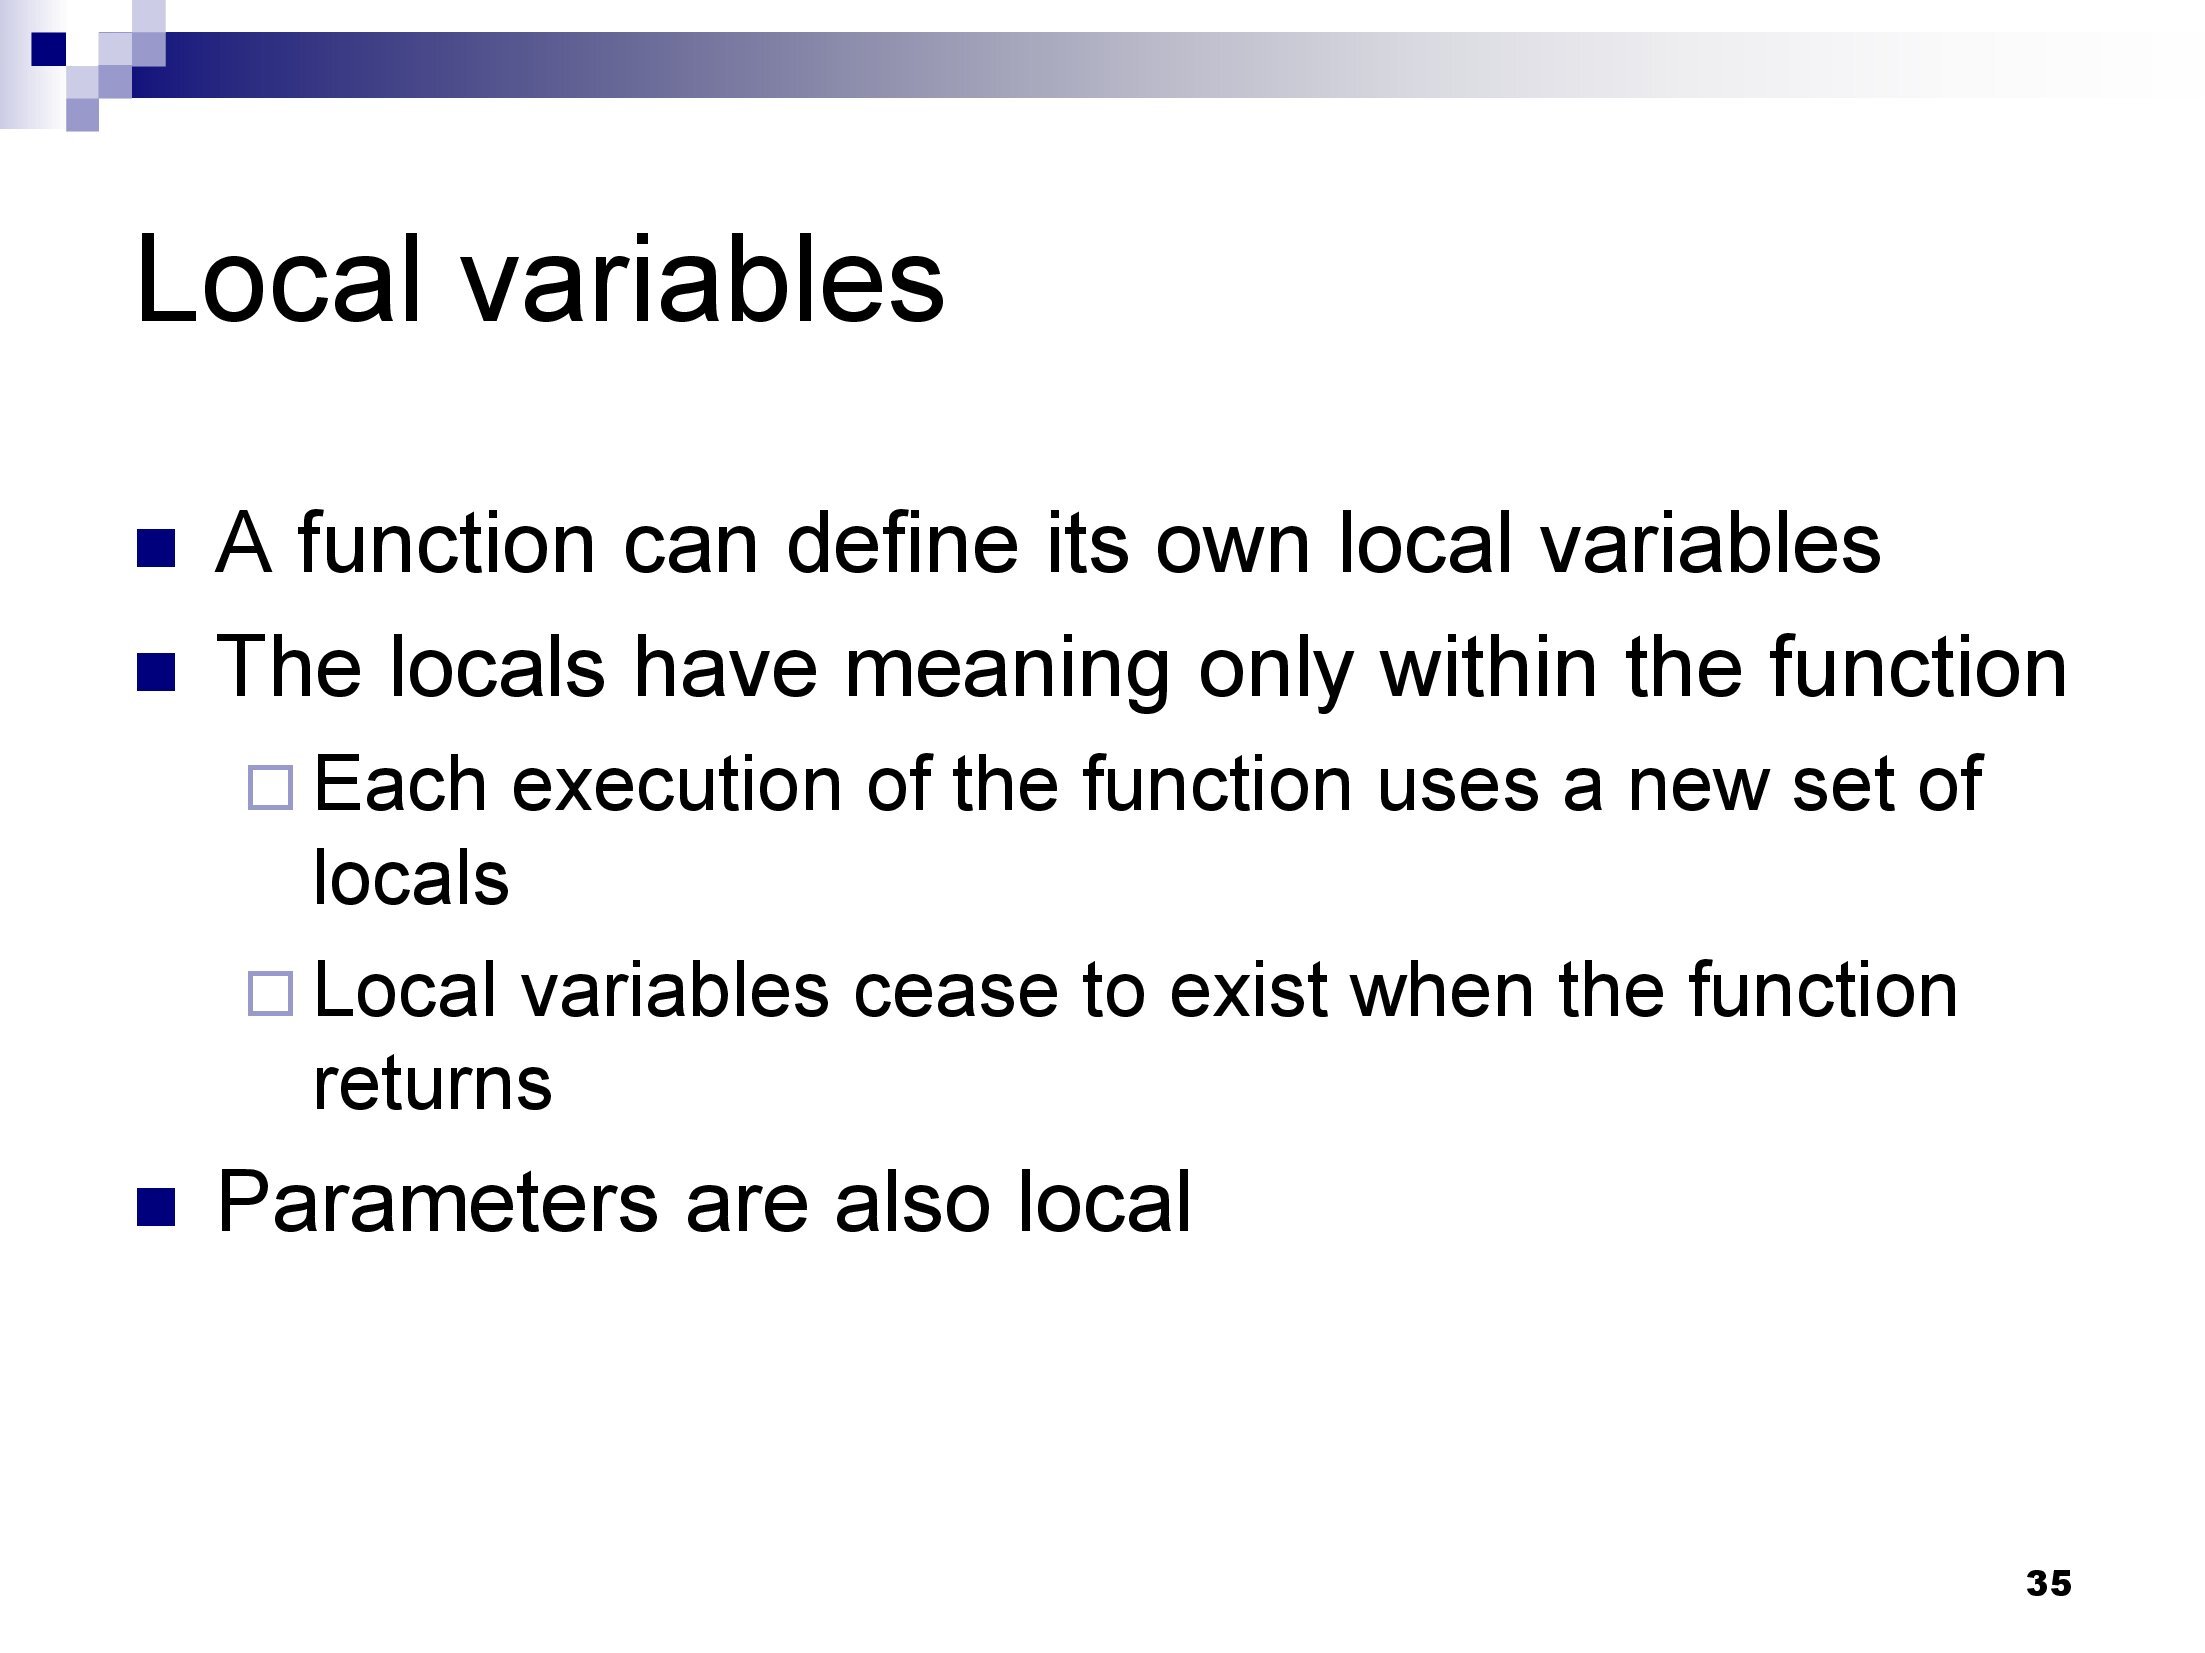 Local variables
A function can define its own local variables
The locals have meaning only within the function
Each execution of the function uses a new set of
locals
Local variables cease to exist when the function
returns
Parameters are also local
35